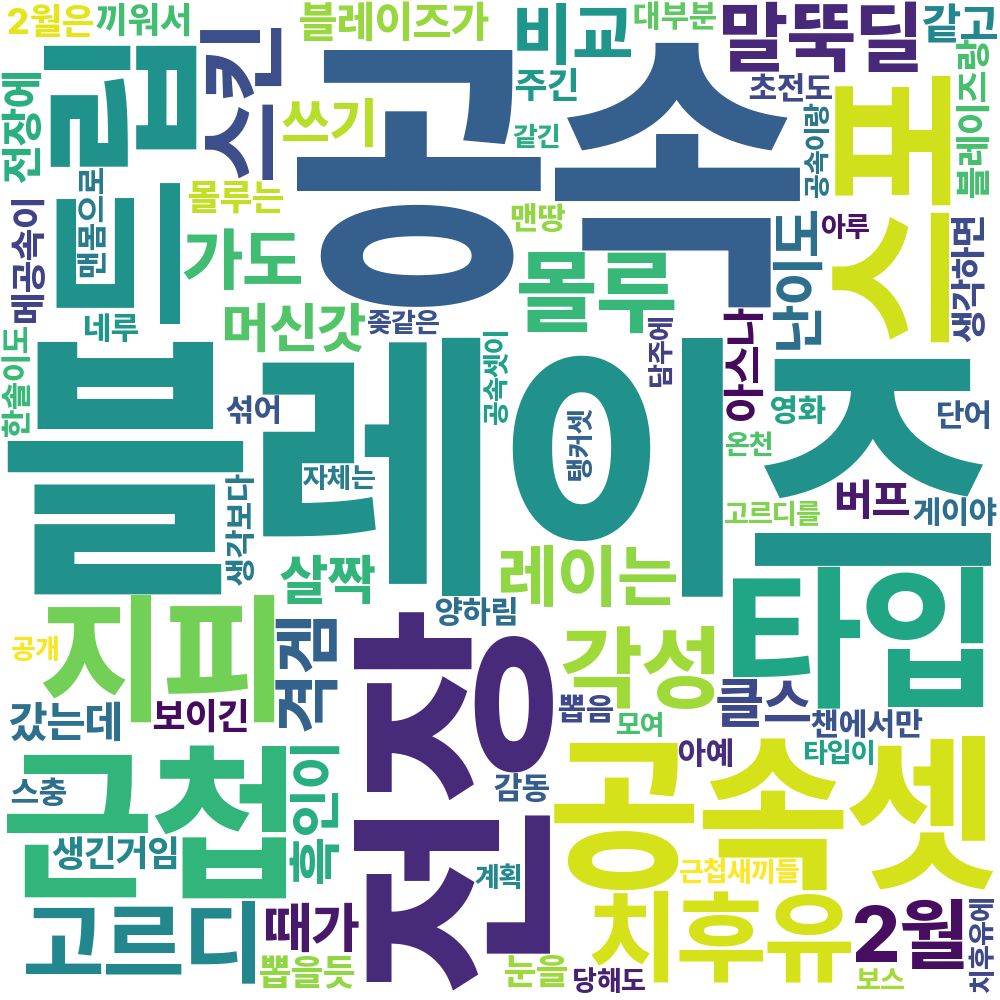 2월은
끼워서
블레이즈가
비교
대부분
말뚝딜
같고
전장에
드립
스킨
쓰기
공속
주긴
초전도
스포
블레이즈랑
같긴
공속이랑
메공속이
맨몸으로
몰루는
가도
맨땅
몰루
난이도
아루
생각하면
네루
머신갓
좆같은
한솔이도
섞어
공속셋이
담주에
아스나
영화
단어
블레이즈
탱커셋
온천
자체는
생각보다
고르디를
버프
게이야
살짝
레이는
타입
양하림
지피
공개
보이긴
격겜
전장
각성
뽑음
모여
클스
챈에서만
갔는데
근첩
스충
생긴거임
흑인이
감동
아예
타입이
공속셋
계획
근첩새끼들
고르디
때가
뽑을듯
눈을
당해도
치후유
2월
보스
치후유에